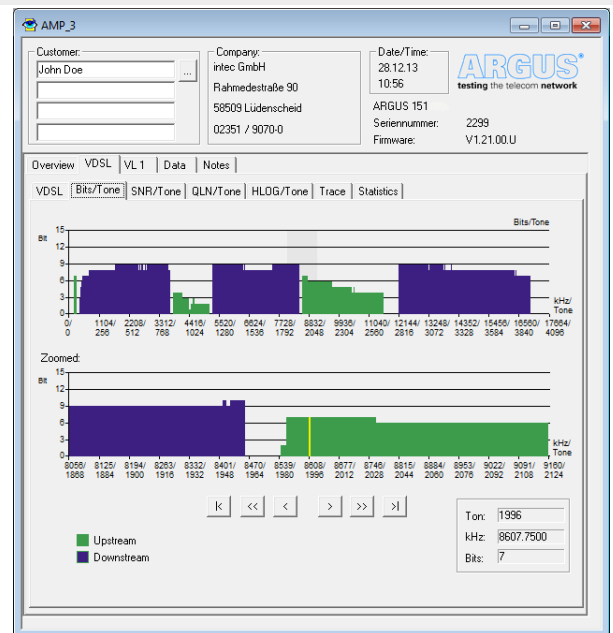 AMP_3
Customer:
John Doe
...
Company:
intec GmbH
Rahmedestraße 90
58509 Lüdenscheid
02351 / 9070-0
Date/Time:
28.12.13
10:56
ARGUS
testing the telecom network
ARGUS 151
Seriennummer: 2299
Firmware: V1.21.00.U
Overview VDSL VL 1 Data Notes
VDSL Bits/Tone SNR/Tone QLN/Tone HLOG/Tone Trace Statistics
Bits/Tone
Bit
15
12
9
6
3
0
kHz/
Tone
0/ 1104/ 2208/ 3312/ 4416/ 5520/ 6624/ 7728/ 8832/ 9936/ 11040/ 12144/ 13248/ 14352/ 15456/ 16560/ 17664/
0 256 512 768 1024 1280 1536 1792 2048 2304 2560 2816 3072 3328 3584 3840 4096
Zoomed:
Bit
15
12
9
6
3
0
kHz/
Tone
8056/ 8125/ 8194/ 8263/ 8332/ 8401/ 8470/ 8539/ 8608/ 8677/ 8746/ 8815/ 8884/ 8953/ 9022/ 9091/ 9160/
1868 1884 1900 1916 1932 1948 1964 1980 1996 2012 2028 2044 2060 2076 2092 2108 2124
|< << < > >> >|
Upstream
Downstream
Ton: 1996
kHz: 8607.7500
Bits: 7